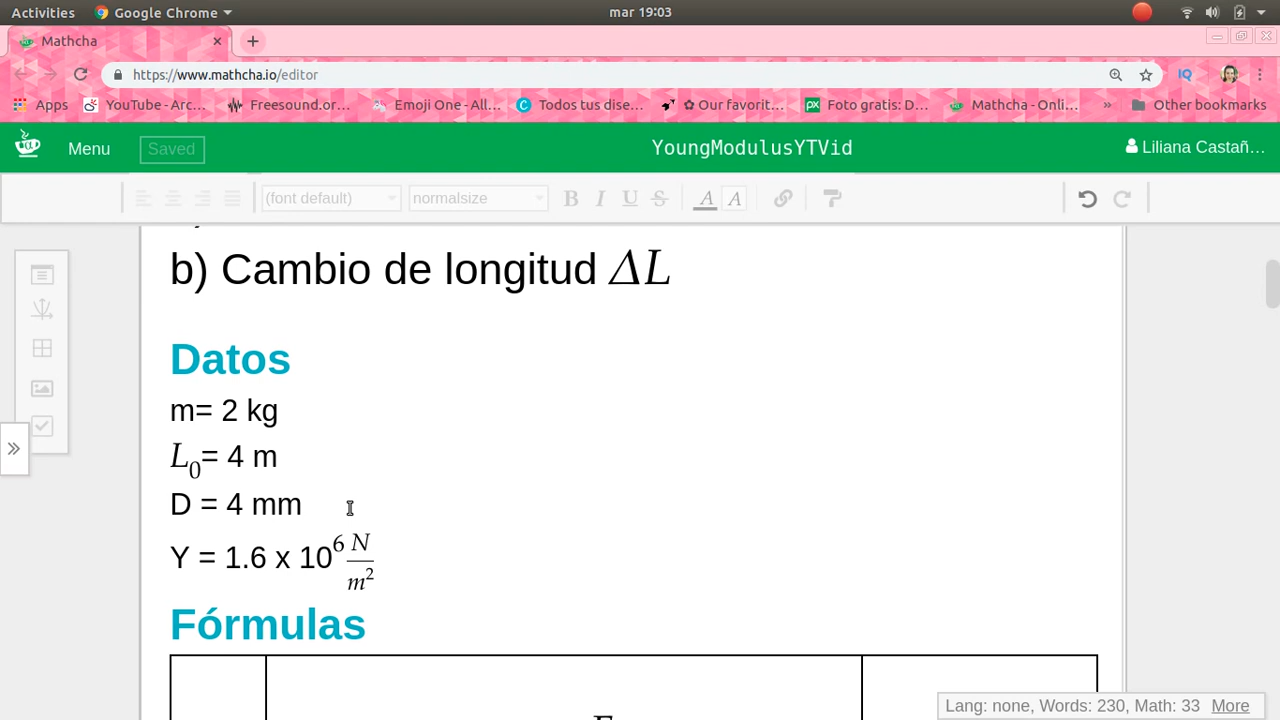 Activities Google Chrome mar 19:03
Mathcha
https://www.mathcha.io/editor
Apps YouTube - Arc... Freesound.or... Emoji One - All... Todos tus dise... ✿ Our favorit... Foto gratis: D... Mathcha - Onli... » Other bookmarks
Menu Saved YoungModulusYTVid Liliana Castañ...
(font default) normalsize B I U S A A
b) Cambio de longitud ΔL
Datos
m= 2 kg
L₀= 4 m
D = 4 mm
Y = 1.6 x 10⁶ N/m²
Fórmulas
Lang: none, Words: 230, Math: 33 More